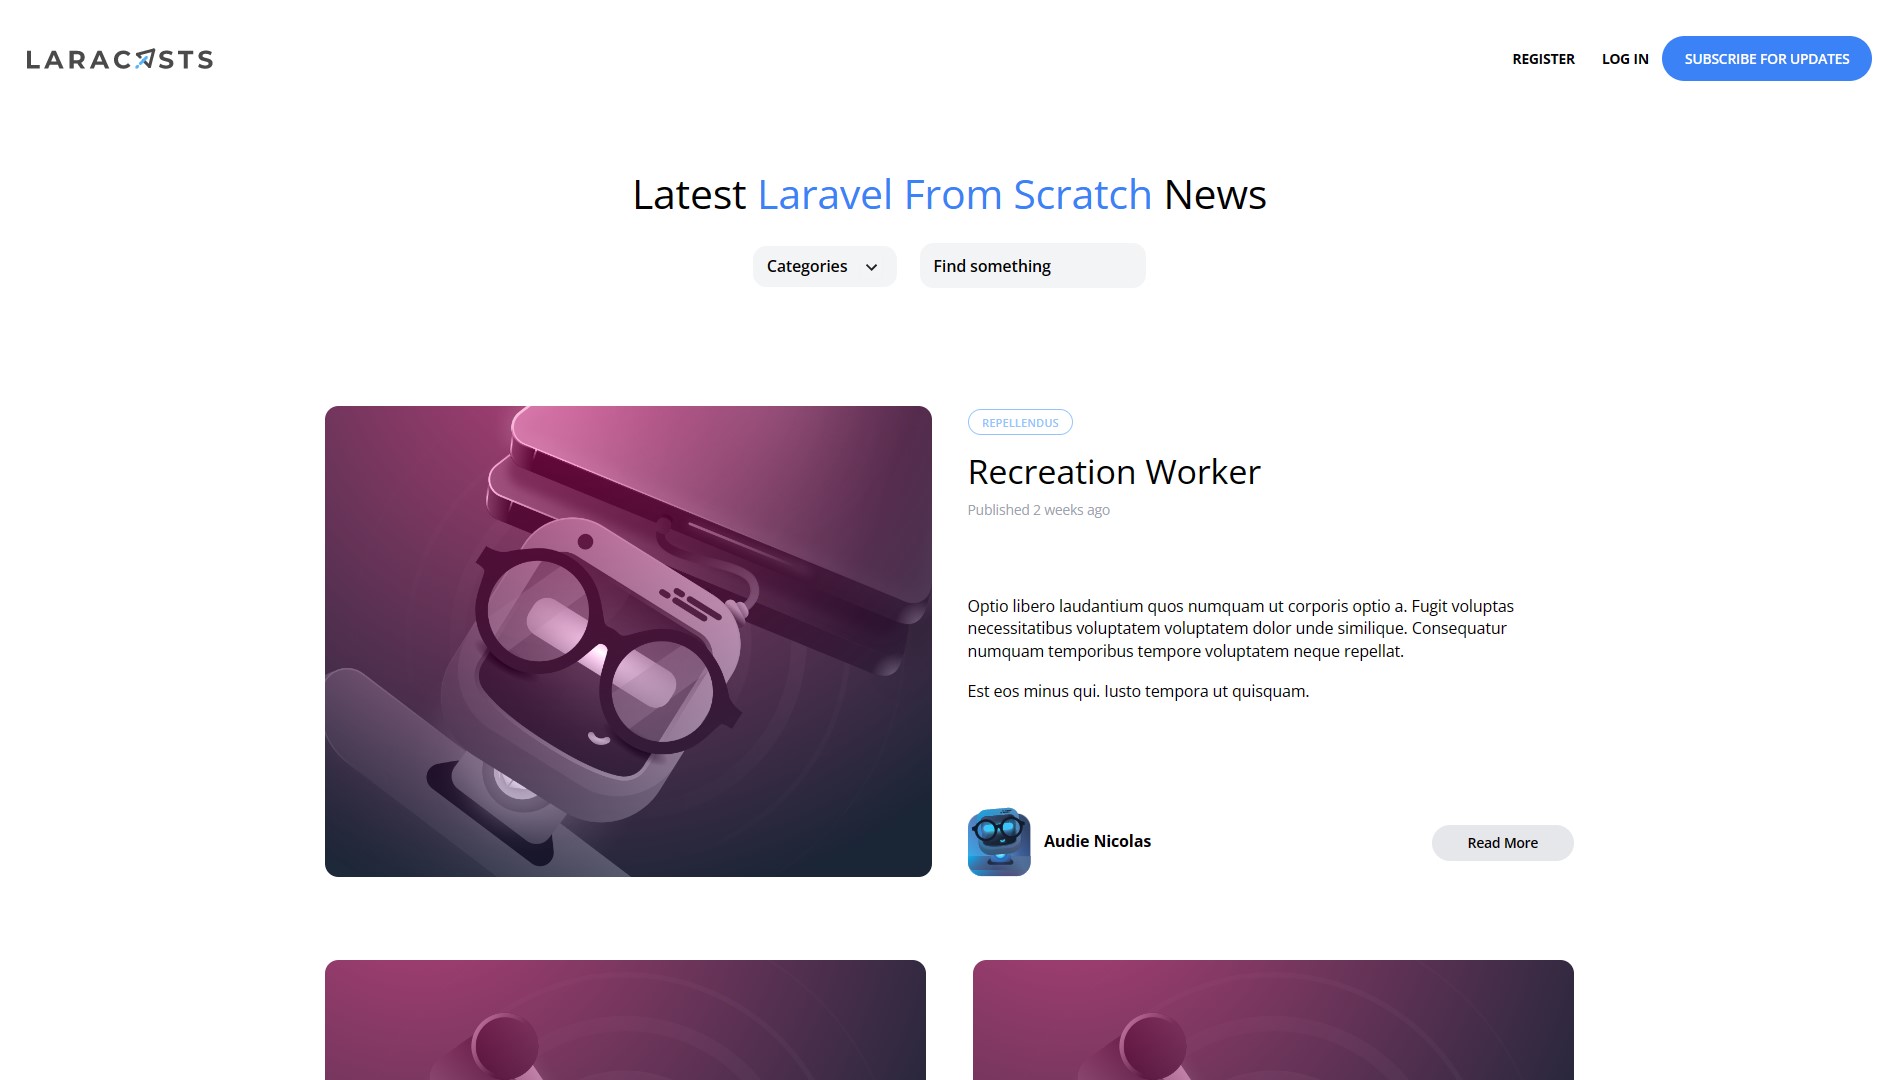 LARACASTS
REGISTER LOG IN SUBSCRIBE FOR UPDATES
Latest Laravel From Scratch News
Categories Find something
REPELLENDUS
Recreation Worker
Published 2 weeks ago
Optio libero laudantium quos numquam ut corporis optio a. Fugit voluptas
necessitatibus voluptatem voluptatem dolor unde similique. Consequatur
numquam temporibus tempore voluptatem neque repellat.
Est eos minus qui. Iusto tempora ut quisquam.
Audie Nicolas
Read More